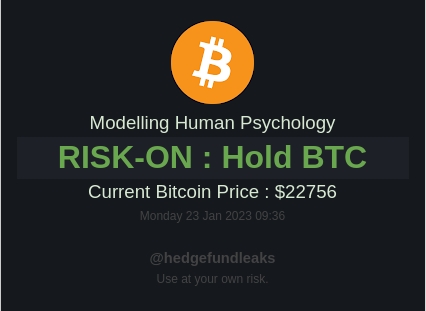 Modelling Human Psychology
RISK-ON : Hold BTC
Current Bitcoin Price : $22756
Monday 23 Jan 2023 09:36
@hedgefundleaks
Use at your own risk.